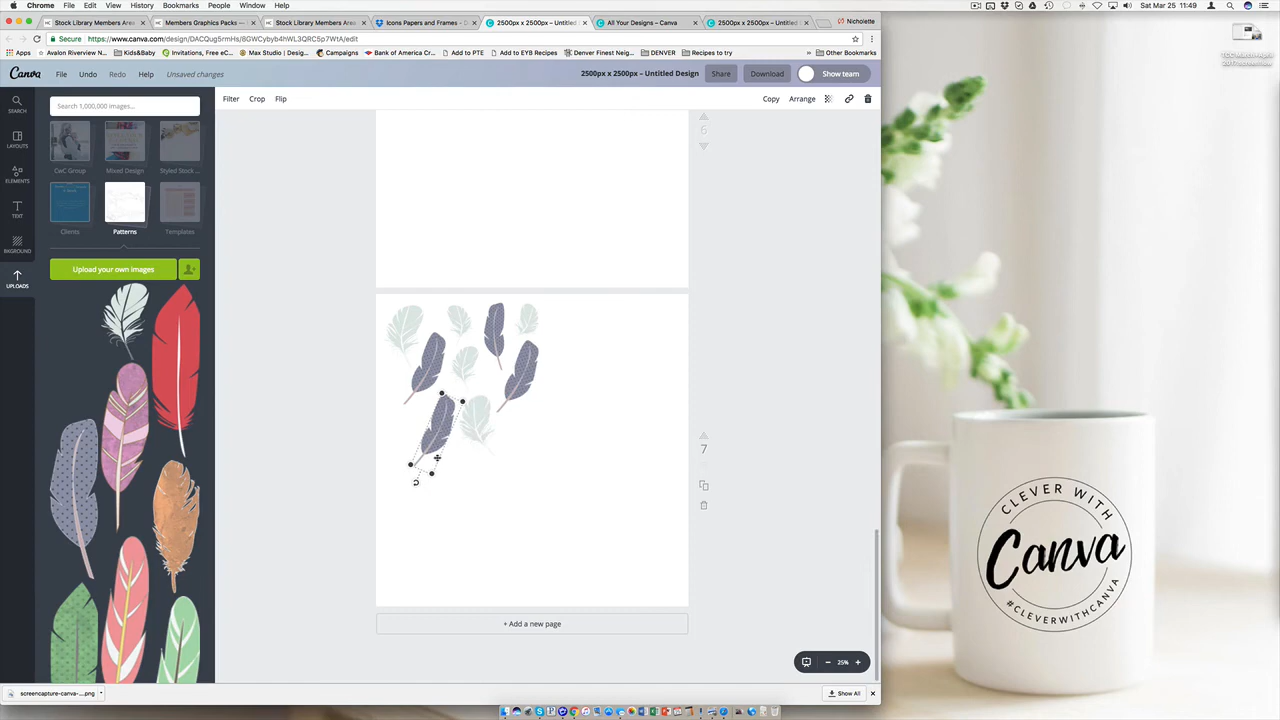 Chrome File Edit View History Bookmarks People Window Help
Sat Mar 25 11:49
Stock Library Members Area
Members Graphics Packs —
Stock Library Members Area
Icons Papers and Frames –
2500px x 2500px – Untitled
All Your Designs – Canva
2500px x 2500px – Untitled
Nicholette
Secure https://www.canva.com/design/
Apps Avalon Riverview N... Kids&Baby Invitations, Free eC... Max Studio | Desig... Campaigns Bank of America Cr... Add to PTE Add to EYB Recipes Denver Finest Neig... DENVER Recipes to try Other Bookmarks
Canva File Undo Redo Help Unsaved changes 2500px x 2500px – Untitled Design Share Download Show team
SEARCH
LAYOUTS
ELEMENTS
TEXT
BKGROUND
UPLOADS
Search 1,000,000 images...
CwC Group Mixed Design Styled Stock ...
Clients Patterns Templates
Upload your own images
Filter Crop Flip Copy Arrange
6
7
+ Add a new page
25%
screencapture-canva-....png
Show All
CLEVER WITH
Canva
#CLEVERWITHCANVA